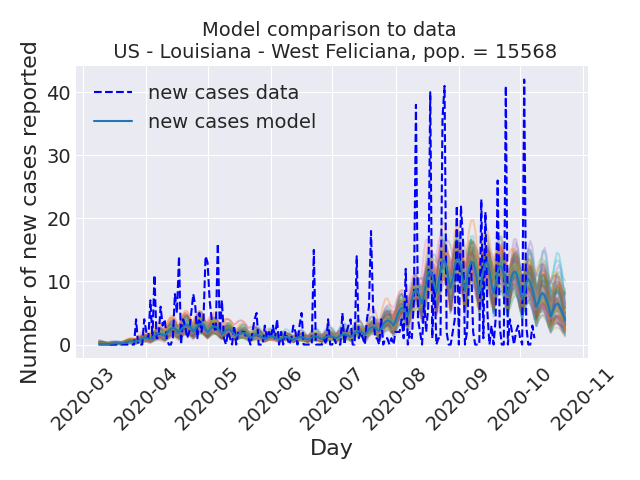 Model comparison to data
US - Louisiana - West Feliciana, pop. = 15568
Number of new cases reported
new cases data
new cases model
40
30
20
10
0
2020-03
2020-04
2020-05
2020-06
2020-07
2020-08
2020-09
2020-10
2020-11
Day